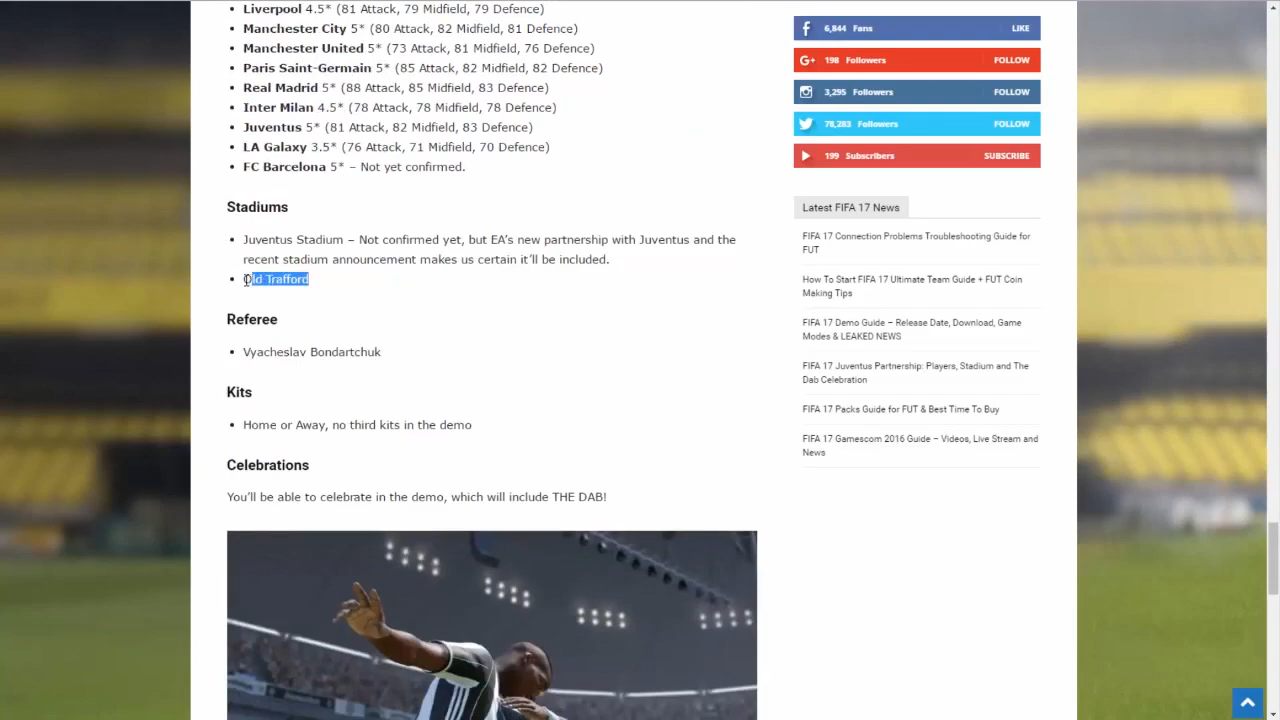 Liverpool 4.5* (81 Attack, 79 Midfield, 79 Defence)
Manchester City 5* (80 Attack, 82 Midfield, 81 Defence)
Manchester United 5* (73 Attack, 81 Midfield, 76 Defence)
Paris Saint-Germain 5* (85 Attack, 82 Midfield, 82 Defence)
Real Madrid 5* (88 Attack, 85 Midfield, 83 Defence)
Inter Milan 4.5* (78 Attack, 78 Midfield, 78 Defence)
Juventus 5* (81 Attack, 82 Midfield, 83 Defence)
LA Galaxy 3.5* (76 Attack, 71 Midfield, 70 Defence)
FC Barcelona 5* – Not yet confirmed.
Stadiums
Juventus Stadium – Not confirmed yet, but EA’s new partnership with Juventus and the
recent stadium announcement makes us certain it’ll be included.
Old Trafford
Referee
Vyacheslav Bondartchuk
Kits
Home or Away, no third kits in the demo
Celebrations
You’ll be able to celebrate in the demo, which will include THE DAB!
6,844 Fans LIKE
198 Followers FOLLOW
3,295 Followers FOLLOW
78,283 Followers FOLLOW
199 Subscribers SUBSCRIBE
Latest FIFA 17 News
FIFA 17 Connection Problems Troubleshooting Guide for
FUT
How To Start FIFA 17 Ultimate Team Guide + FUT Coin
Making Tips
FIFA 17 Demo Guide – Release Date, Download, Game
Modes & LEAKED NEWS
FIFA 17 Juventus Partnership: Players, Stadium and The
Dab Celebration
FIFA 17 Packs Guide for FUT & Best Time To Buy
FIFA 17 Gamescom 2016 Guide – Videos, Live Stream and
News